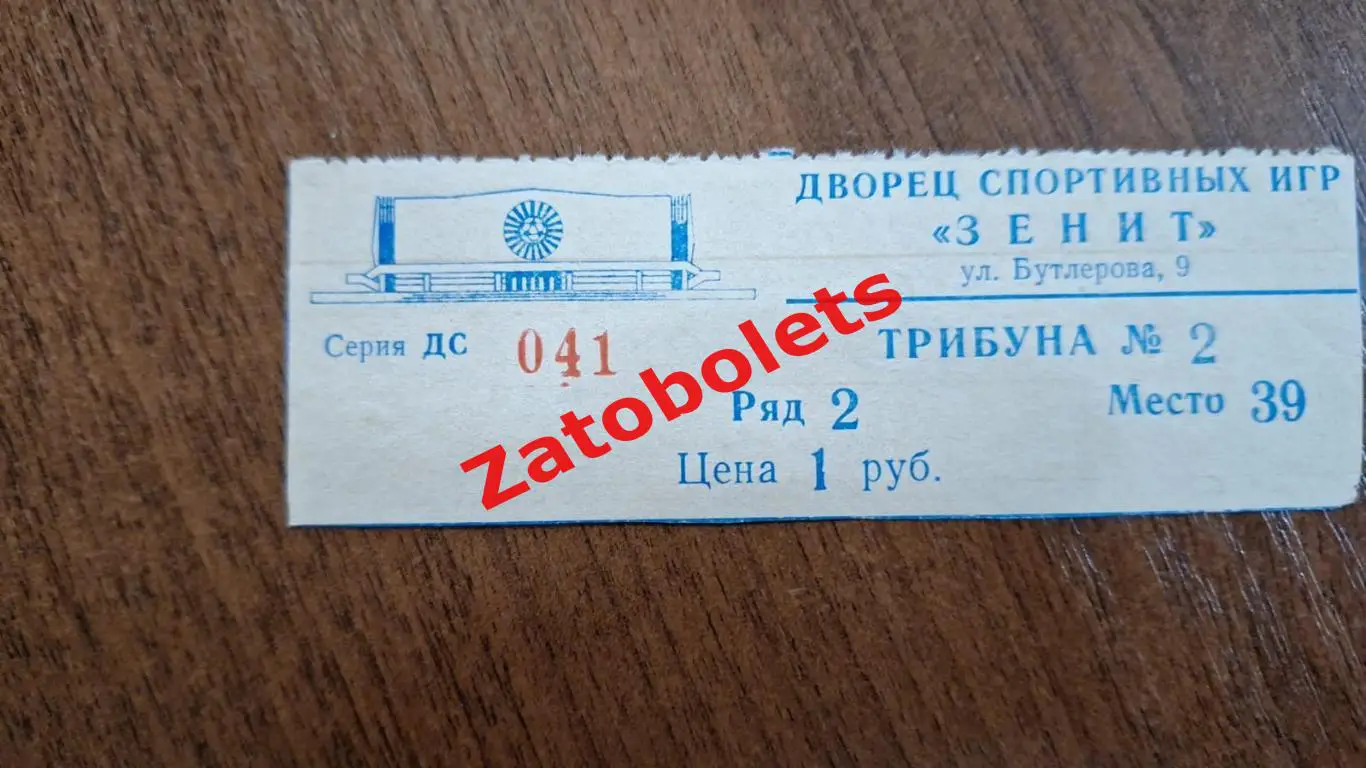 ДВОРЕЦ СПОРТИВНЫХ ИГР
«ЗЕНИТ»
ул. Бутлерова, 9
Серия ДС 041
ТРИБУНА № 2
Ряд 2 Место 39
Цена 1 руб.
Zatobolets